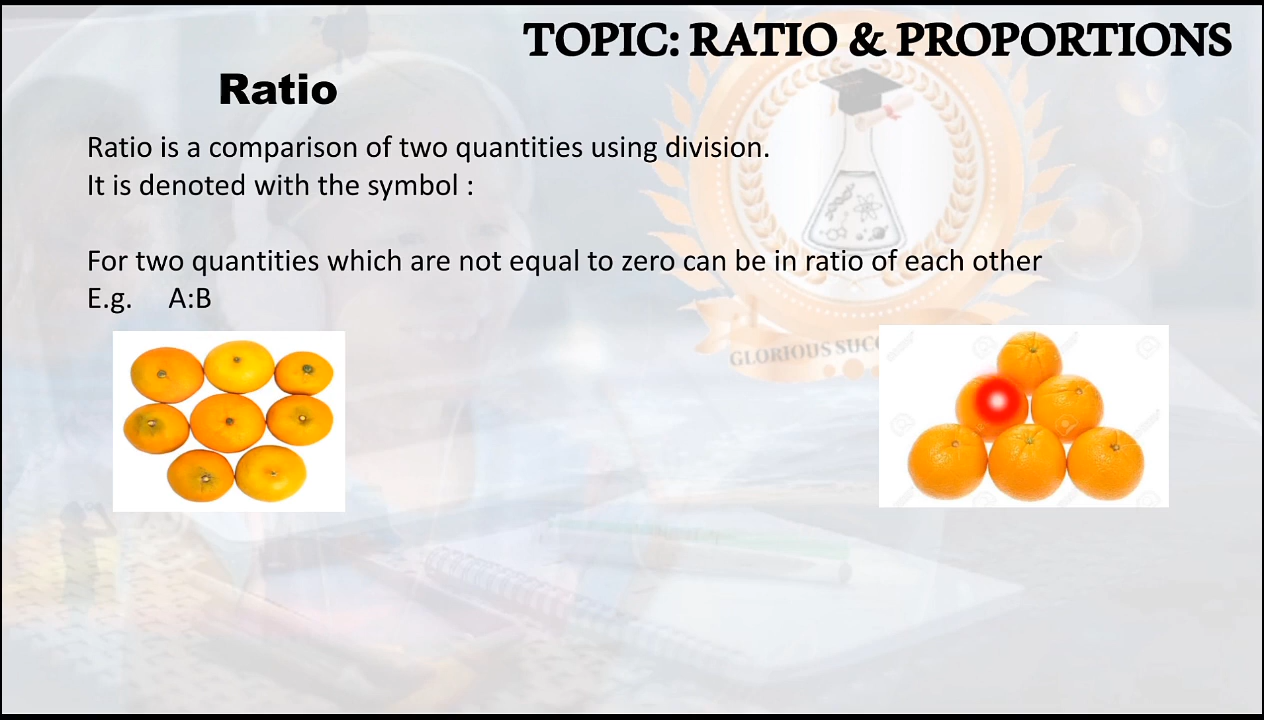 TOPIC: RATIO & PROPORTIONS
Ratio
Ratio is a comparison of two quantities using division.
It is denoted with the symbol :
For two quantities which are not equal to zero can be in ratio of each other
E.g. A:B
GLORIOUS